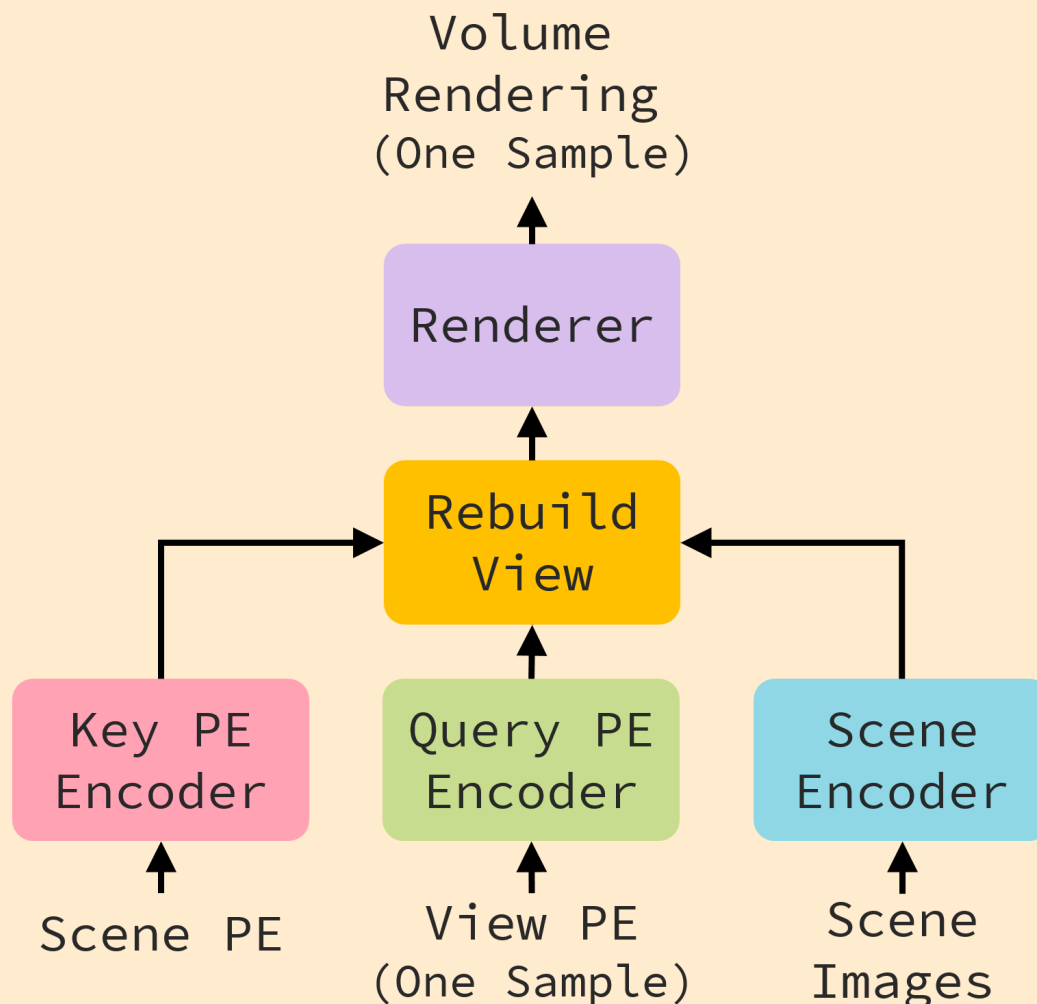 Volume
Rendering
(One Sample)
Renderer
Rebuild
View
Key PE
Encoder
Query PE
Encoder
Scene
Encoder
Scene PE
View PE
(One Sample)
Scene
Images